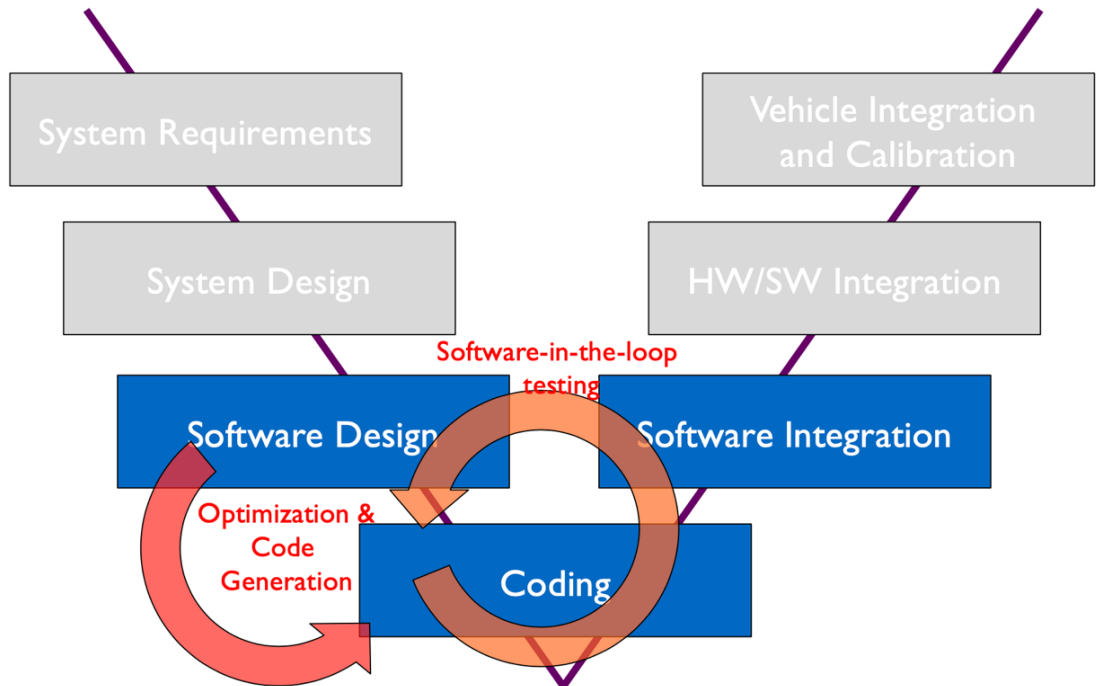 System Requirements
Vehicle Integration
and Calibration
System Design
HW/SW Integration
Software-in-the-loop
testing
Software Design
Software Integration
Optimization &
Code
Generation
Coding